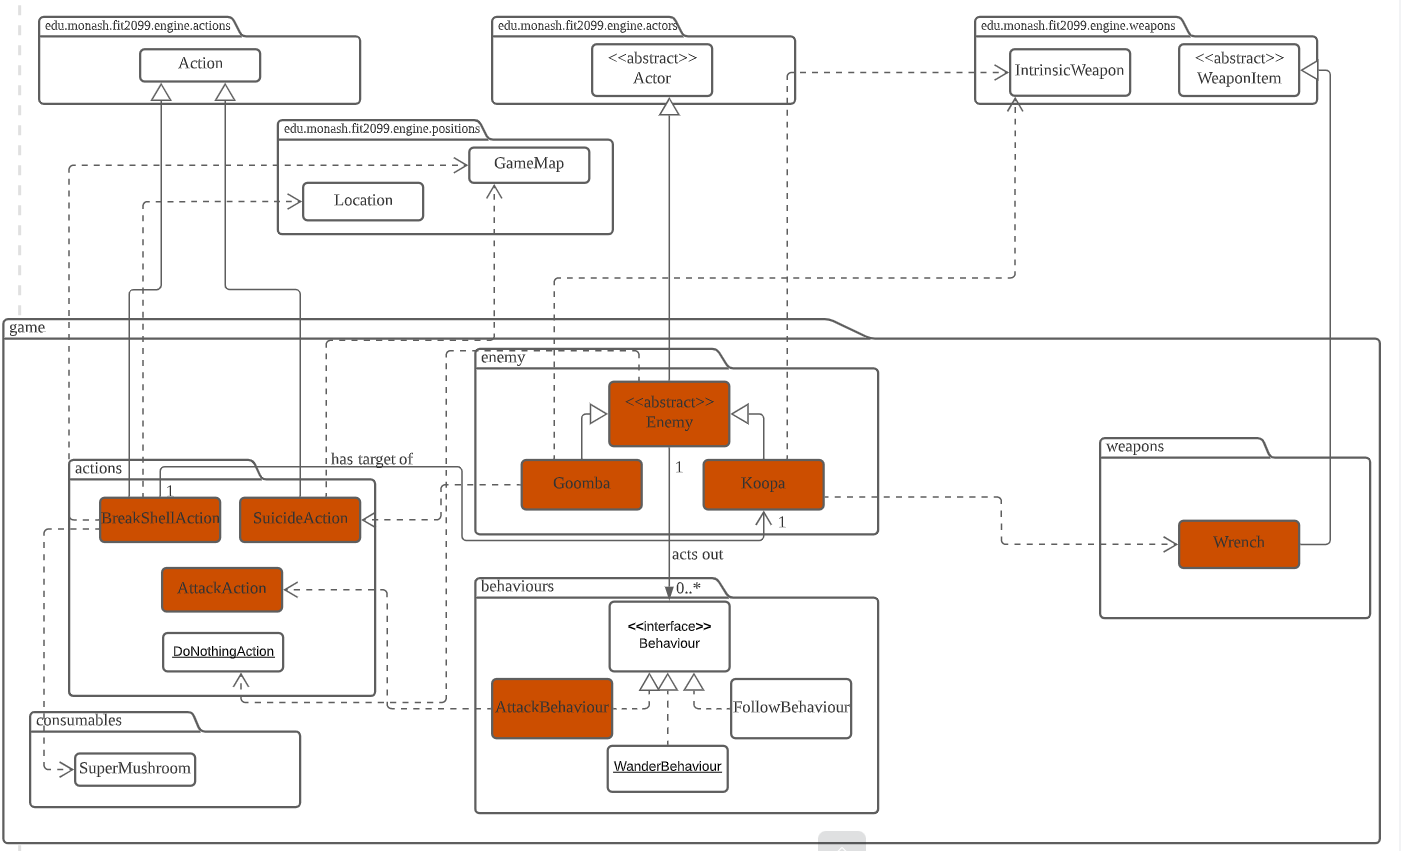 edu.monash.fit2099.engine.actions
Action
edu.monash.fit2099.engine.actors
<<abstract>>
Actor
edu.monash.fit2099.engine.weapons
IntrinsicWeapon
<<abstract>>
WeaponItem
edu.monash.fit2099.engine.positions
GameMap
Location
game
enemy
<<abstract>>
Enemy
Goomba
Koopa
1
1
has target of
actions
1
BreakShellAction
SuicideAction
AttackAction
DoNothingAction
weapons
Wrench
acts out
0..*
behaviours
<<interface>>
Behaviour
AttackBehaviour
FollowBehaviour
WanderBehaviour
consumables
SuperMushroom